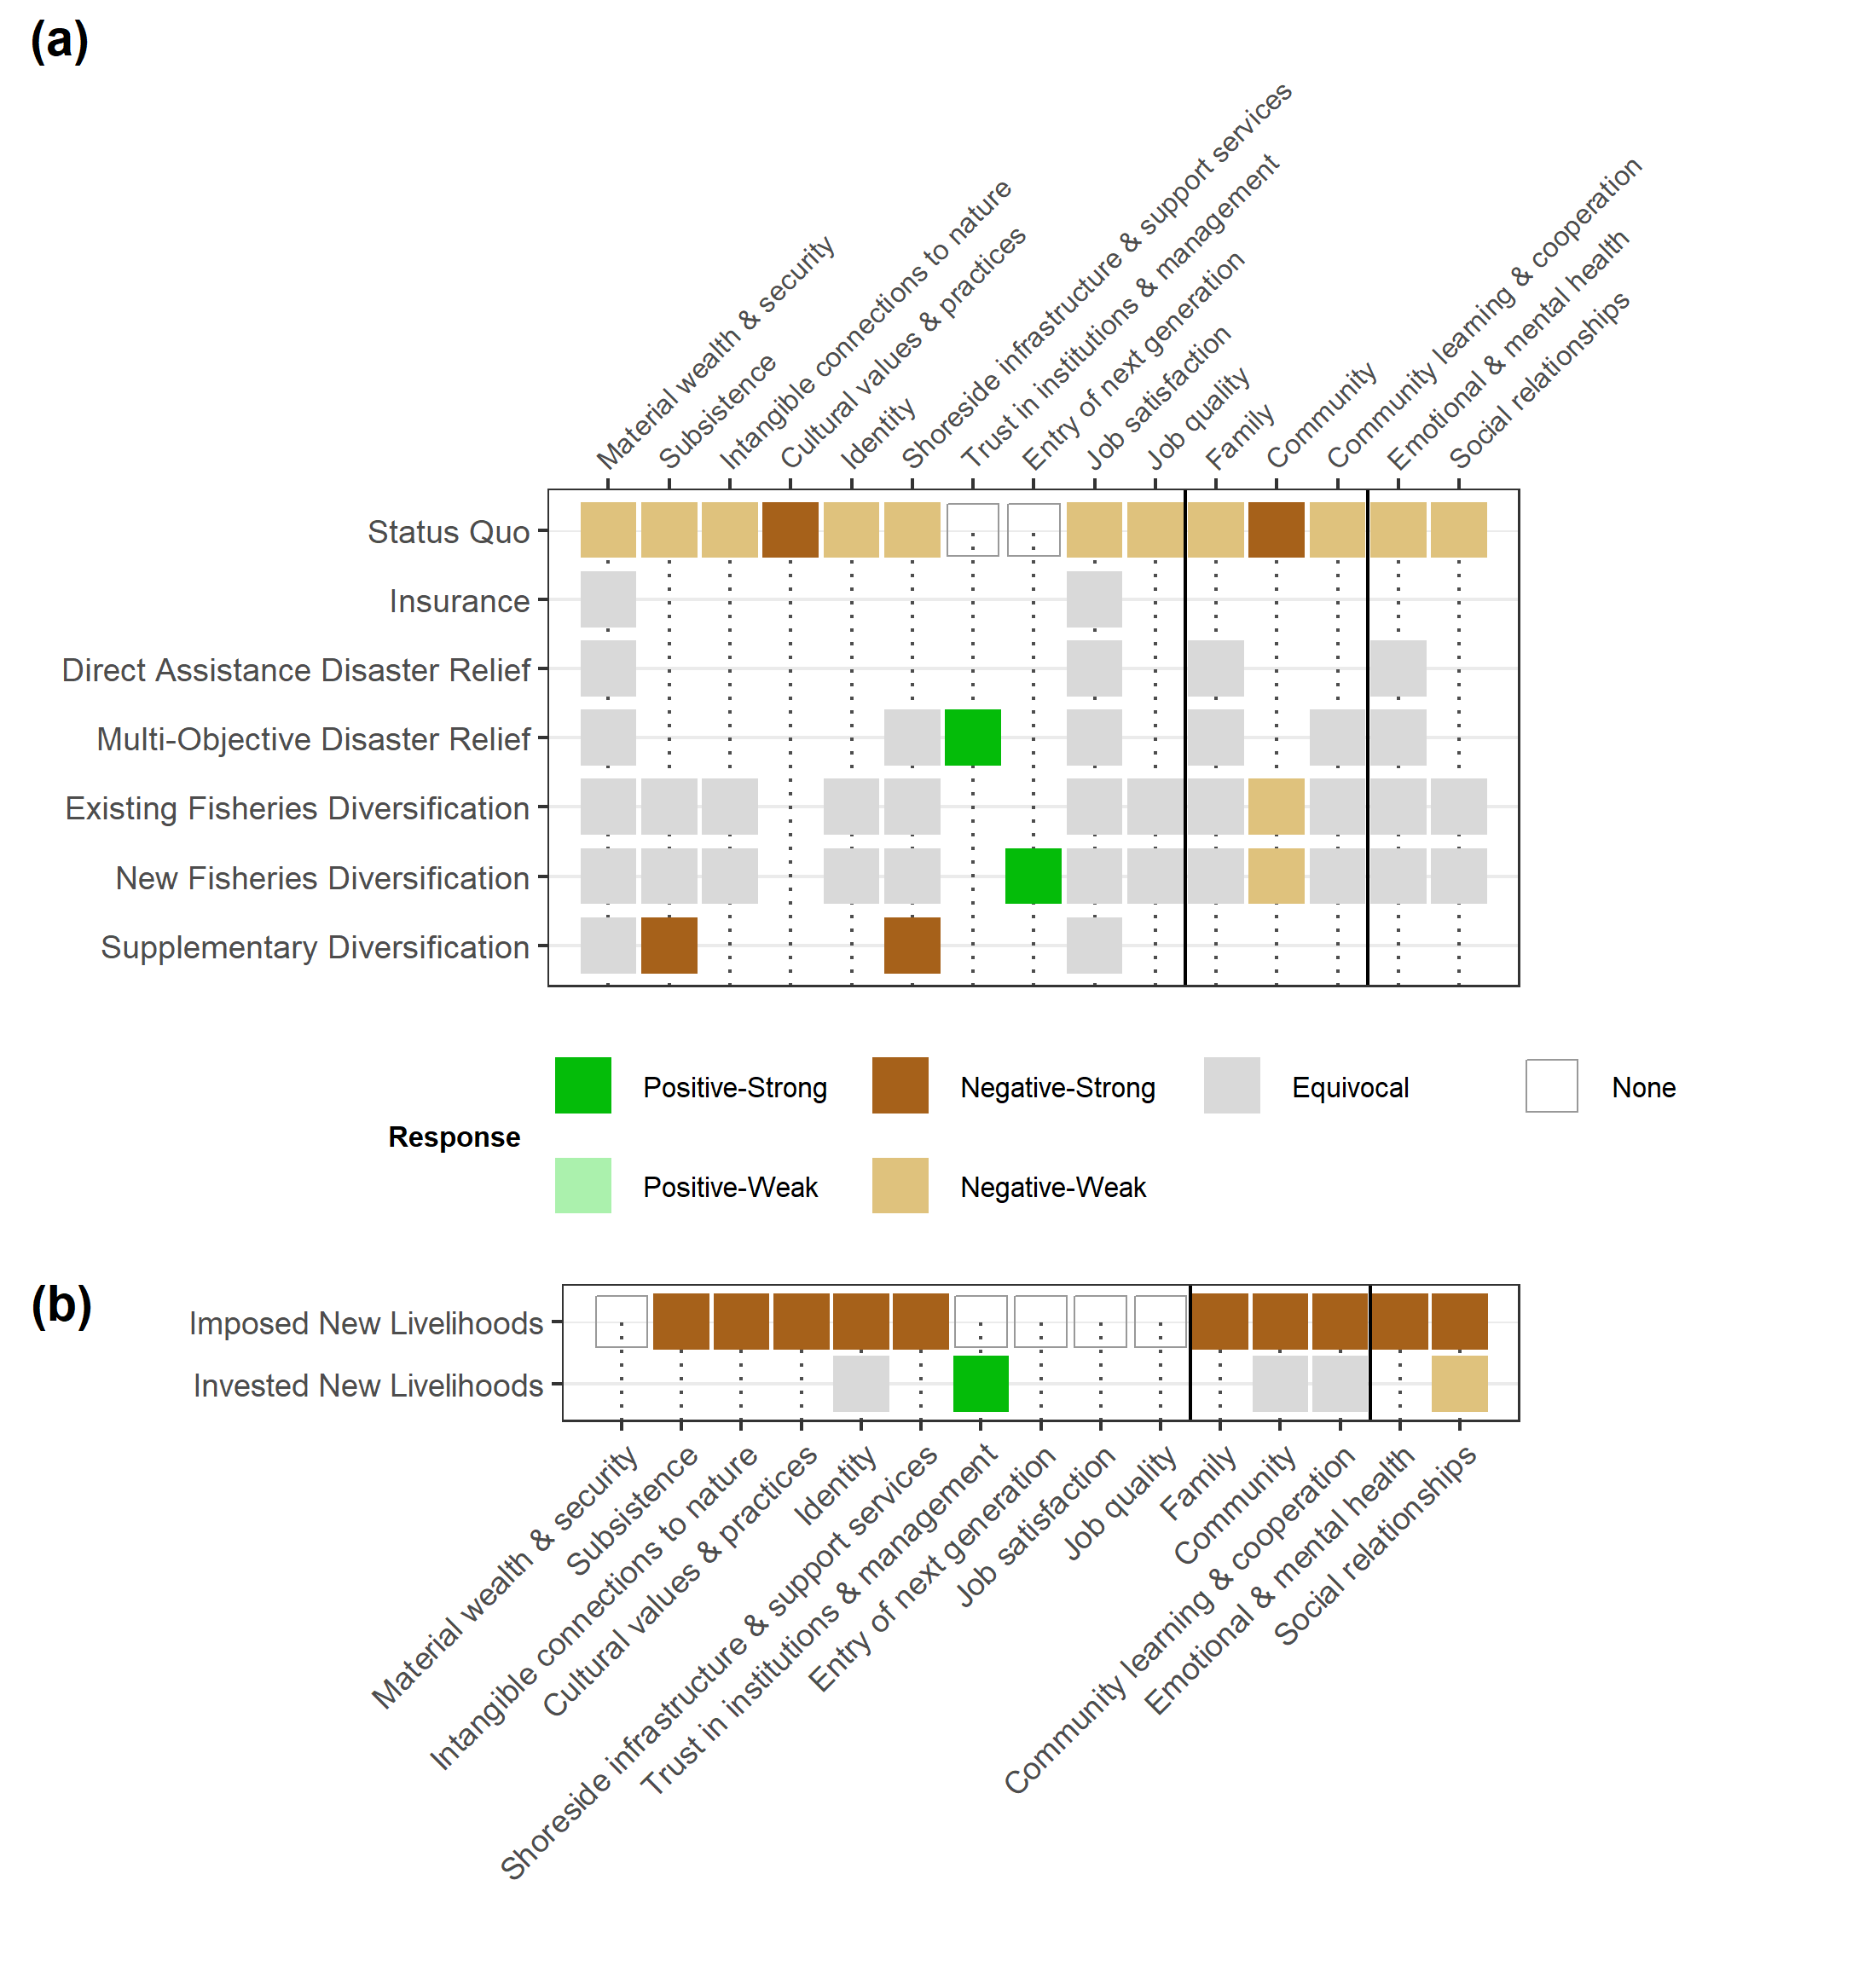 (a)
Material wealth & security
Subsistence
Intangible connections to nature
Cultural values & practices
Identity
Shoreside infrastructure & support services
Trust in institutions & management
Entry of next generation
Job satisfaction
Job quality
Family
Community
Community learning & cooperation
Emotional & mental health
Social relationships
Status Quo
Insurance
Direct Assistance Disaster Relief
Multi-Objective Disaster Relief
Existing Fisheries Diversification
New Fisheries Diversification
Supplementary Diversification
Response
Positive-Strong
Negative-Strong
Equivocal
None
Positive-Weak
Negative-Weak
(b)
Imposed New Livelihoods
Invested New Livelihoods
Material wealth & security
Subsistence
Intangible connections to nature
Cultural values & practices
Identity
Shoreside infrastructure & support services
Trust in institutions & management
Entry of next generation
Job satisfaction
Job quality
Family
Community
Community learning & cooperation
Emotional & mental health
Social relationships